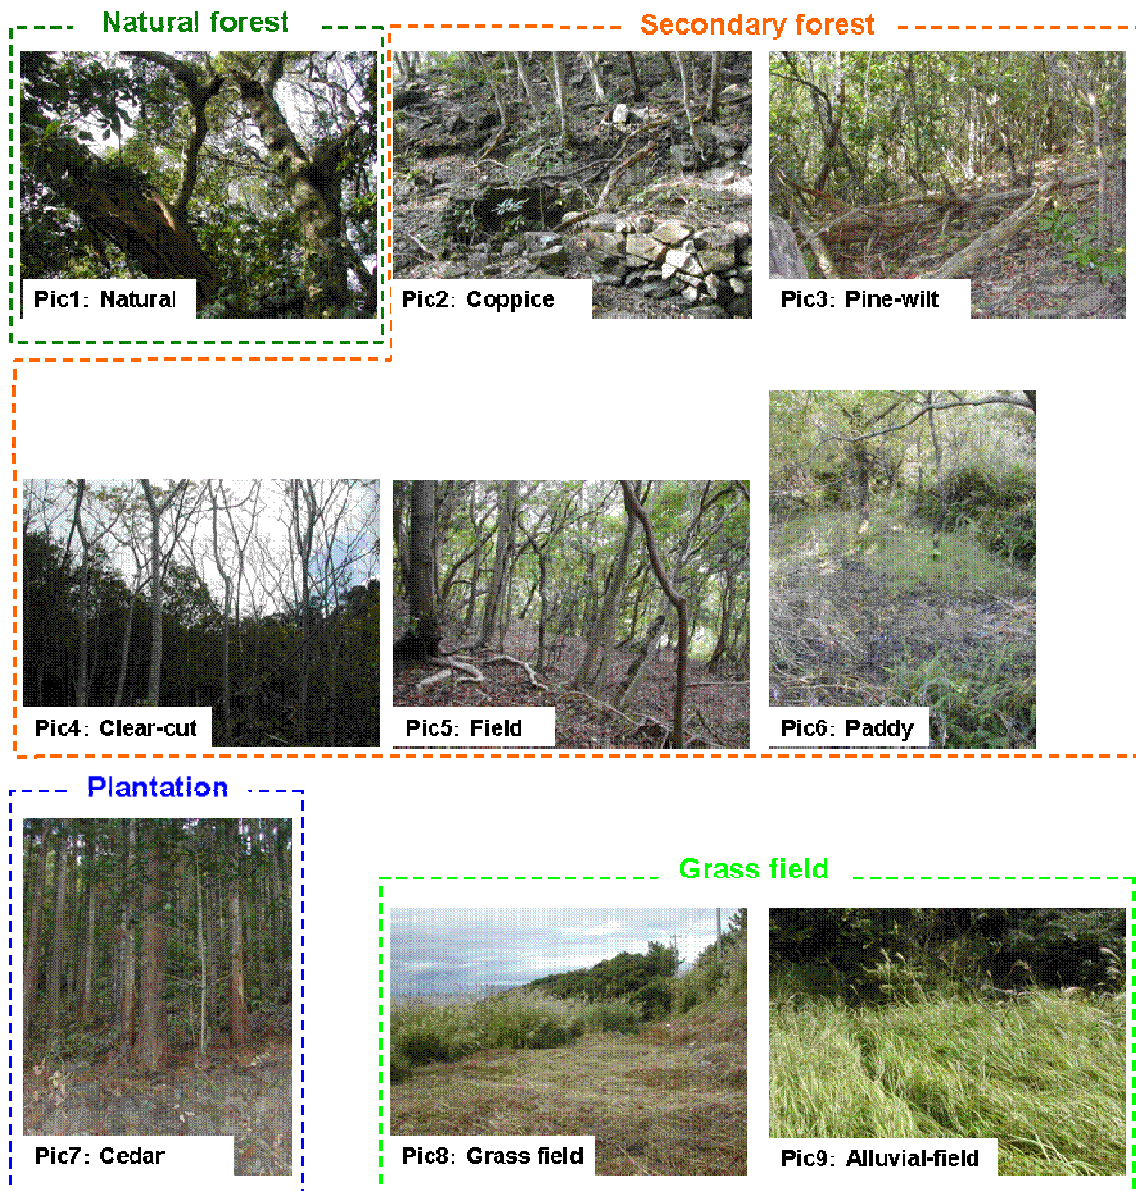 Natural forest
Secondary forest
Pic1: Natural
Pic2: Coppice
Pic3: Pine-wilt
Pic4: Clear-cut
Pic5: Field
Pic6: Paddy
Plantation
Grass field
Pic7: Cedar
Pic8: Grass field
Pic9: Alluvial-field